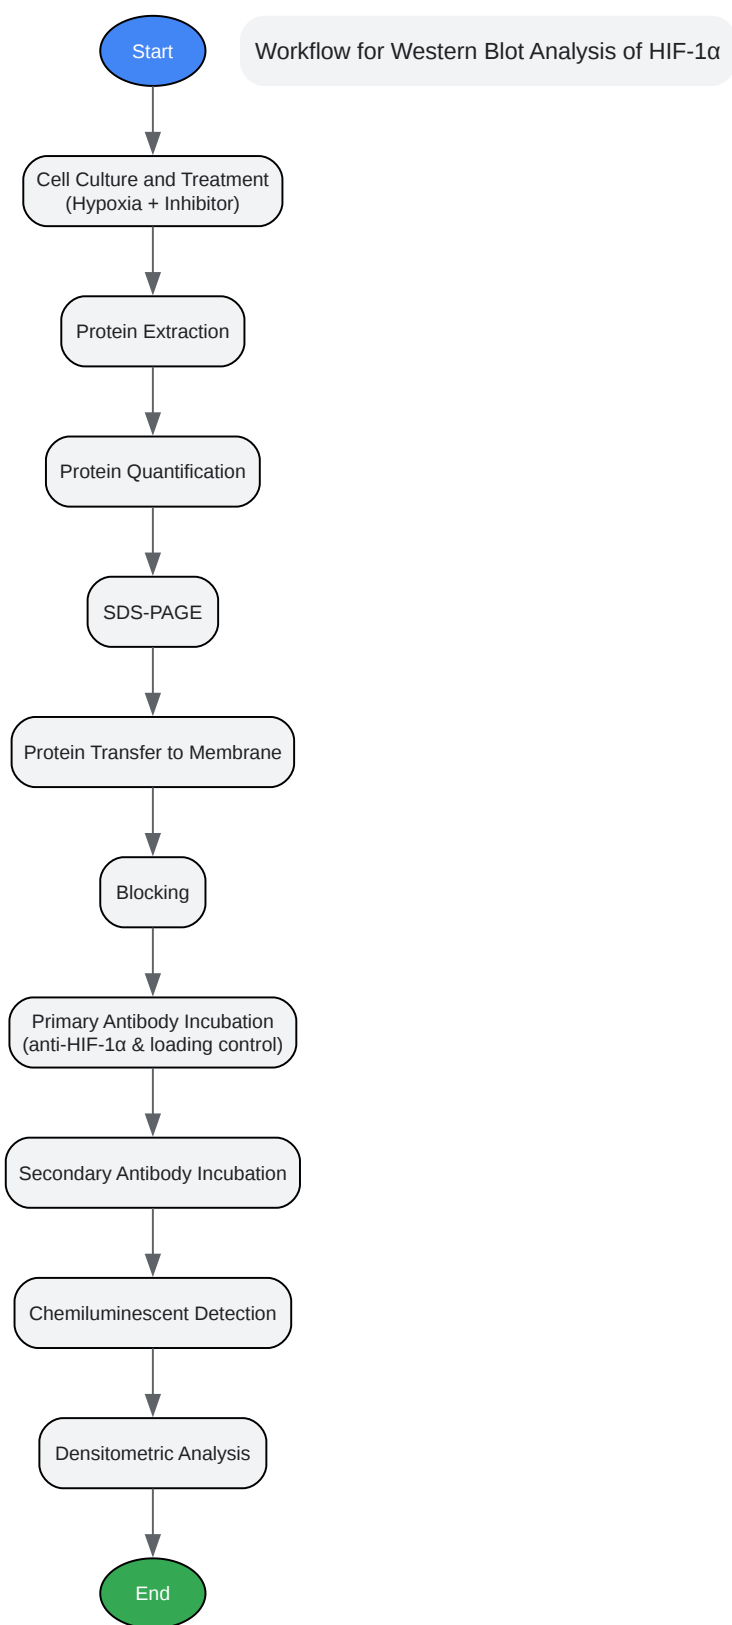 Start
Workflow for Western Blot Analysis of HIF-1α
Cell Culture and Treatment
(Hypoxia + Inhibitor)
Protein Extraction
Protein Quantification
SDS-PAGE
Protein Transfer to Membrane
Blocking
Primary Antibody Incubation
(anti-HIF-1α & loading control)
Secondary Antibody Incubation
Chemiluminescent Detection
Densitometric Analysis
End